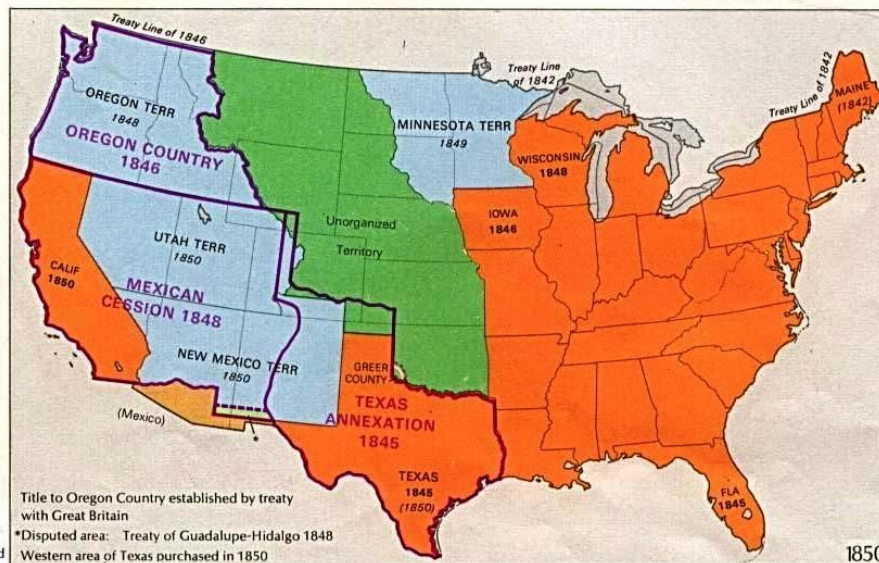 Treaty Line of 1846
OREGON TERR
1848
OREGON COUNTRY
1846
Treaty Line
of 1842
MINNESOTA TERR
1849
Treaty Line of 1842
MAINE
(1842)
WISCONSIN
1848
IOWA
1846
Unorganized
Territory
UTAH TERR
1850
CALIF
1850
MEXICAN
CESSION 1848
NEW MEXICO TERR
1850
GREER
COUNTY
TEXAS
ANNEXATION
1845
(Mexico)
*
TEXAS
1845
(1850)
FLA
1845
Title to Oregon Country established by treaty
with Great Britain
*Disputed area: Treaty of Guadalupe-Hidalgo 1848
Western area of Texas purchased in 1850
1850